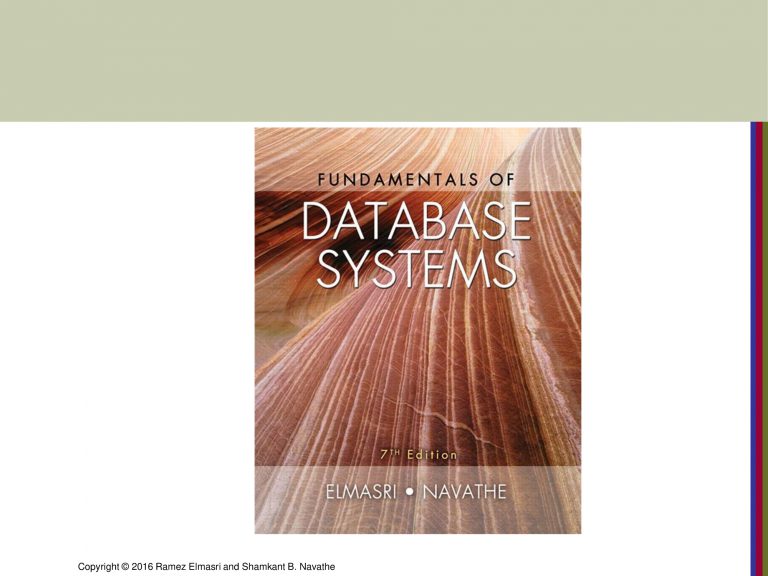 FUNDAMENTALS OF
DATABASE
SYSTEMS
7TH Edition
ELMASRI • NAVATHE
Copyright © 2016 Ramez Elmasri and Shamkant B. Navathe